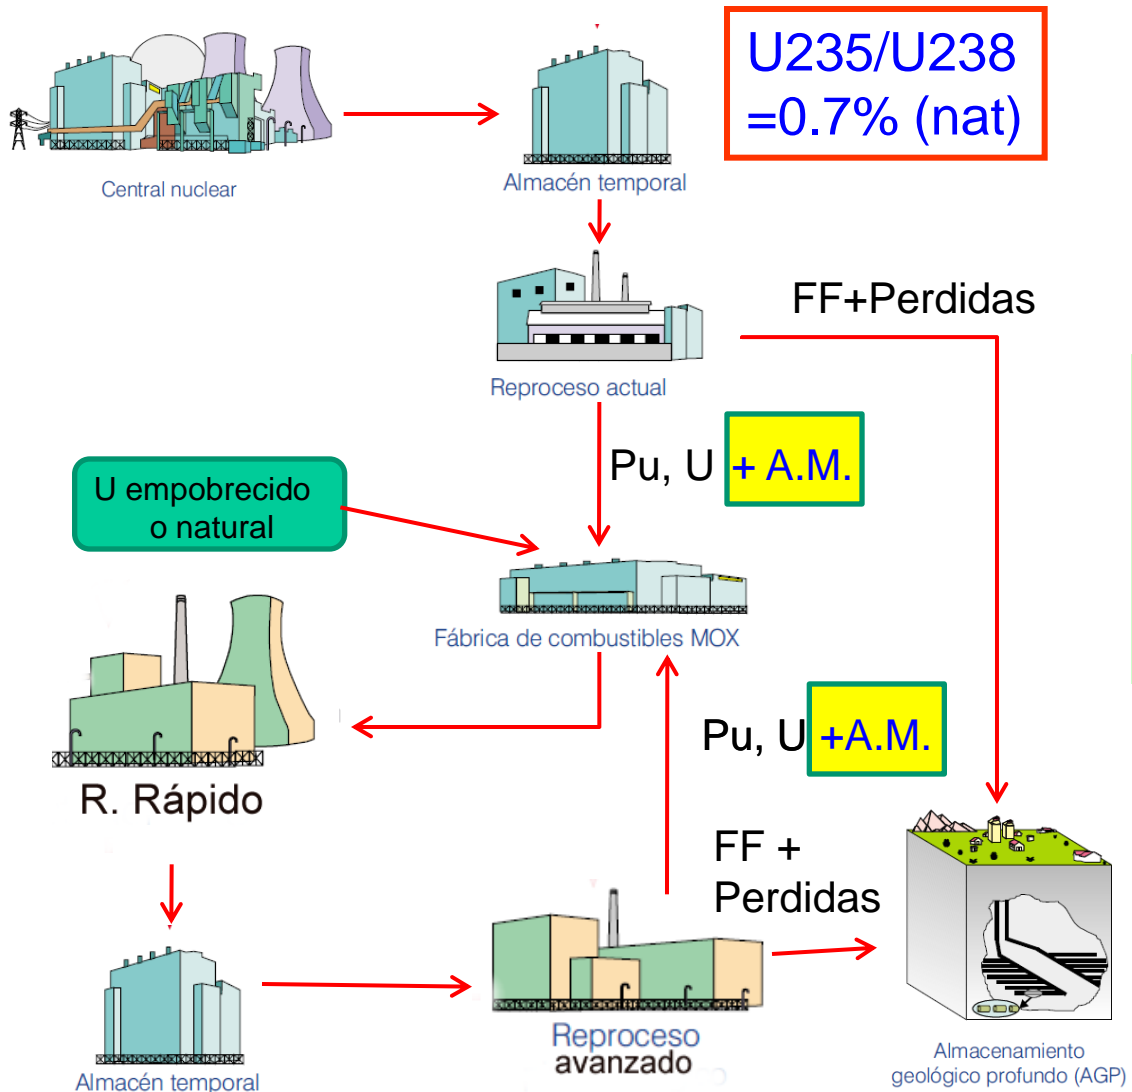 U235/U238
=0.7% (nat)
Central nuclear
Almacén temporal
FF+Perdidas
Reproceso actual
Pu, U + A.M.
U empobrecido
o natural
Fábrica de combustibles MOX
Pu, U +A.M.
R. Rápido
FF +
Perdidas
Almacén temporal
Reproceso
avanzado
Almacenamiento
geológico profundo (AGP)